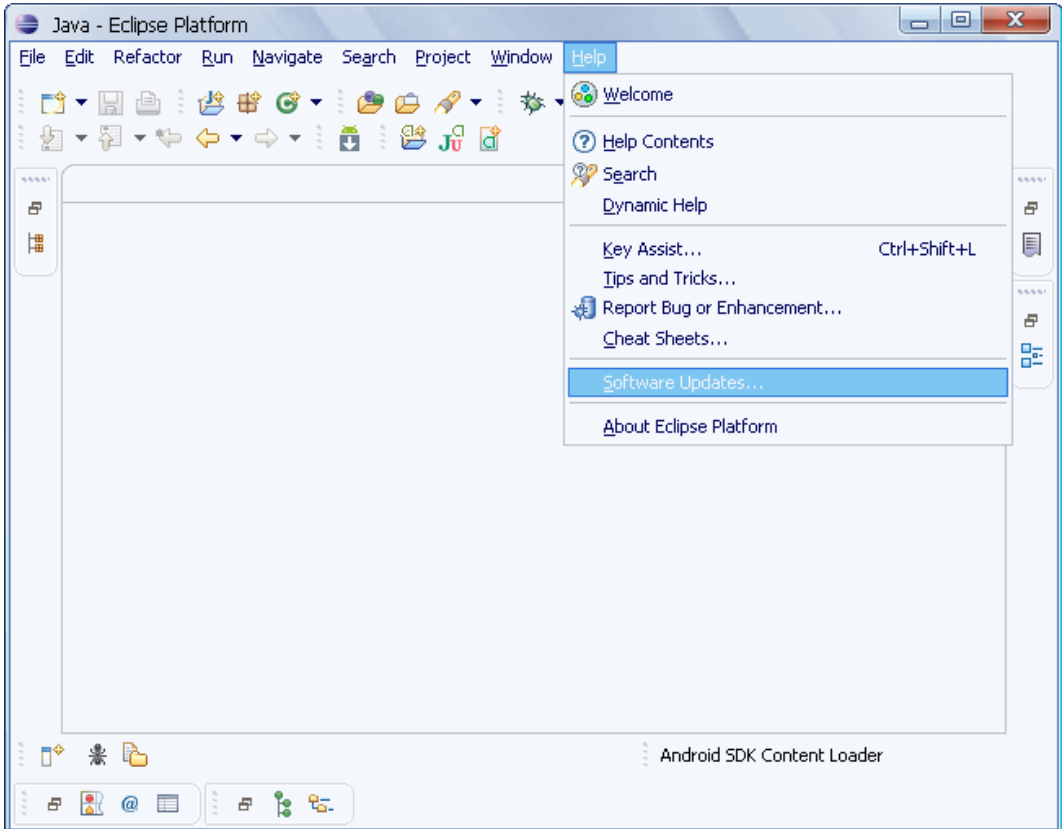 Java - Eclipse Platform
File Edit Refactor Run Navigate Search Project Window Help
Welcome
Help Contents
Search
Dynamic Help
Key Assist... Ctrl+Shift+L
Tips and Tricks...
Report Bug or Enhancement...
Cheat Sheets...
Software Updates...
About Eclipse Platform
Android SDK Content Loader